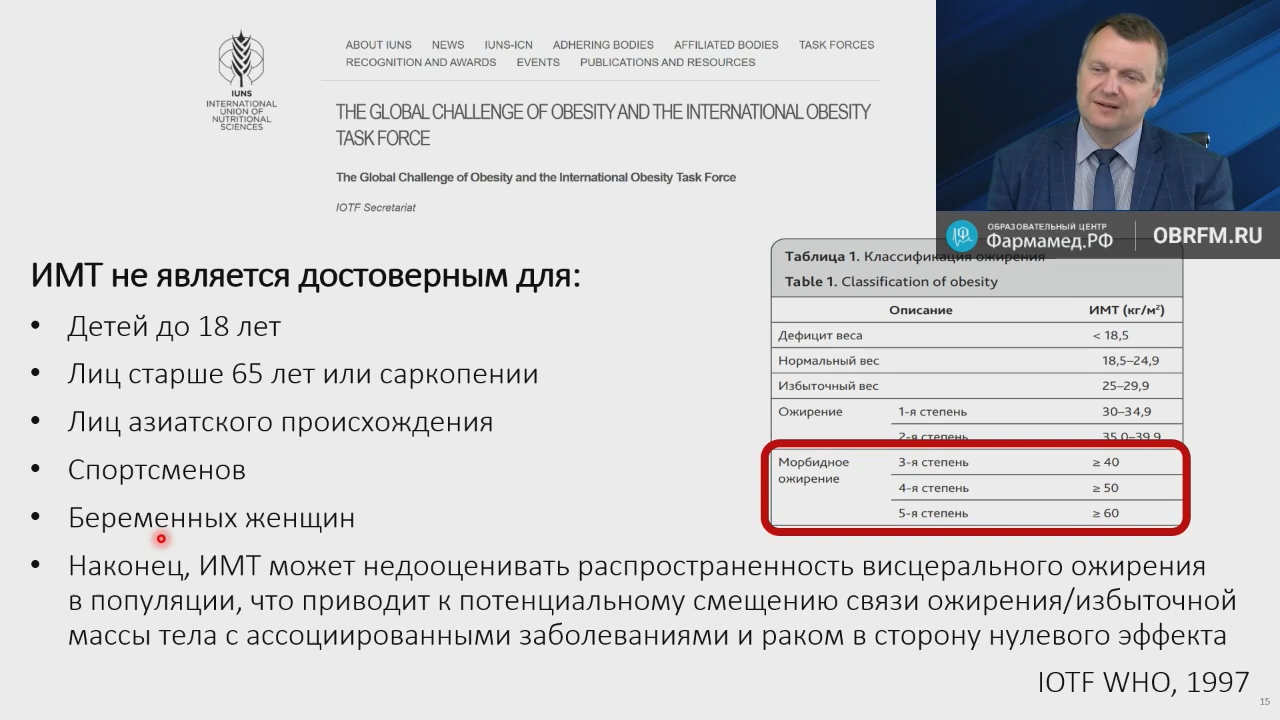 IUNS
INTERNATIONAL
UNION OF
NUTRITIONAL
SCIENCES
ABOUT IUNS NEWS IUNS-ICN ADHERING BODIES AFFILIATED BODIES TASK FORCES
RECOGNITION AND AWARDS EVENTS PUBLICATIONS AND RESOURCES
THE GLOBAL CHALLENGE OF OBESITY AND THE INTERNATIONAL OBESITY
TASK FORCE
The Global Challenge of Obesity and the International Obesity Task Force
IOTF Secretariat
ОБРАЗОВАТЕЛЬНЫЙ ЦЕНТР
Фармамед.РФ
OBRFM.RU
ИМТ не является достоверным для:
• Детей до 18 лет
• Лиц старше 65 лет или саркопении
• Лиц азиатского происхождения
• Спортсменов
• Беременных женщин
• Наконец, ИМТ может недооценивать распространенность висцерального ожирения
в популяции, что приводит к потенциальному смещению связи ожирения/избыточной
массы тела с ассоциированными заболеваниями и раком в сторону нулевого эффекта
Таблица 1. Классификация ожирения
Table 1. Classification of obesity
Описание ИМТ (кг/м²)
Дефицит веса < 18,5
Нормальный вес 18,5–24,9
Избыточный вес 25–29,9
Ожирение 1-я степень 30–34,9
2-я степень 35,0–39,9
Морбидное 3-я степень ≥ 40
ожирение
4-я степень ≥ 50
5-я степень ≥ 60
IOTF WHO, 1997
15